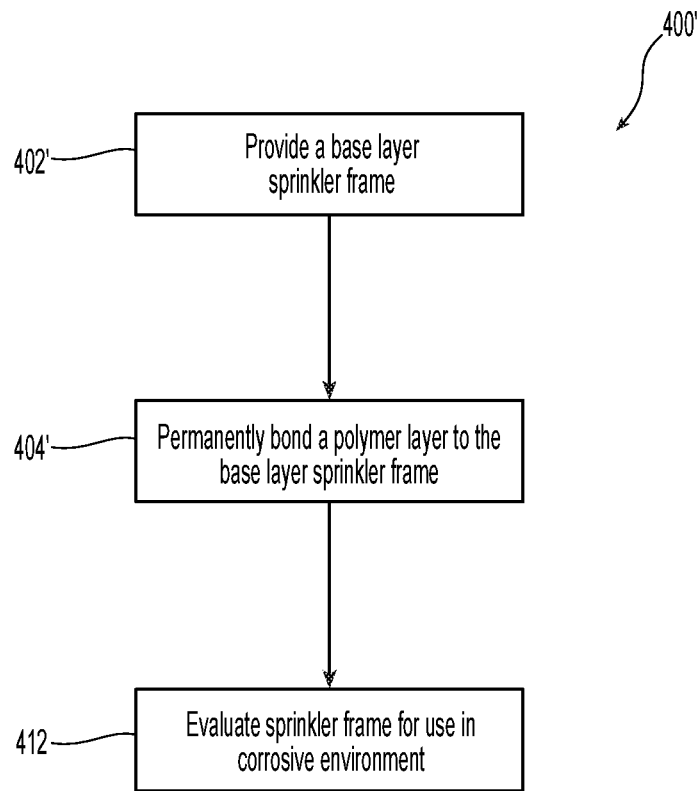 400'
402'
Provide a base layer
sprinkler frame
404'
Permanently bond a polymer layer to the
base layer sprinkler frame
412
Evaluate sprinkler frame for use in
corrosive environment